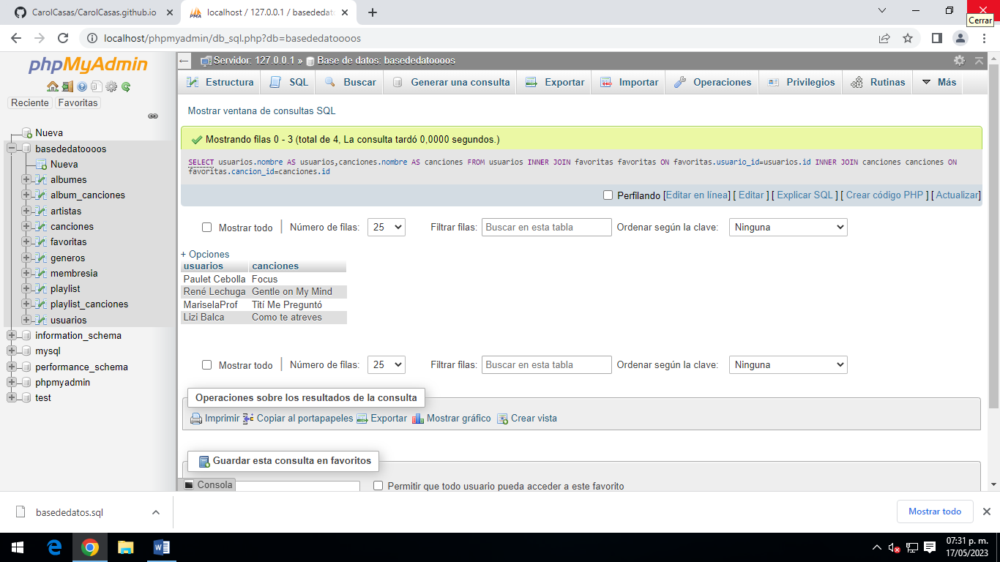 CarolCasas/CarolCasas.github.io
localhost / 127.0.0.1 / basededato
Cerrar
localhost/phpmyadmin/db_sql.php?db=basededatoooos
phpMyAdmin
Reciente Favoritas
Nueva
basededatoooos
Nueva
albumes
album_canciones
artistas
canciones
favoritas
generos
membresia
playlist
playlist_canciones
usuarios
information_schema
mysql
performance_schema
phpmyadmin
test
Servidor: 127.0.0.1 » Base de datos: basededatoooos
Estructura SQL Buscar Generar una consulta Exportar Importar Operaciones Privilegios Rutinas Más
Mostrar ventana de consultas SQL
Mostrando filas 0 - 3 (total de 4, La consulta tardó 0,0000 segundos.)
SELECT usuarios.nombre AS usuarios,canciones.nombre AS canciones FROM usuarios INNER JOIN favoritas favoritas ON favoritas.usuario_id=usuarios.id INNER JOIN canciones canciones ON
favoritas.cancion_id=canciones.id
Perfilando [Editar en línea] [ Editar ] [ Explicar SQL ] [ Crear código PHP ] [ Actualizar]
Mostrar todo | Número de filas: 25 Filtrar filas: Buscar en esta tabla Ordenar según la clave: Ninguna
+ Opciones
usuarios canciones
Paulet Cebolla Focus
René Lechuga Gentle on My Mind
MariselaProf Tití Me Preguntó
Lizi Balca Como te atreves
Mostrar todo | Número de filas: 25 Filtrar filas: Buscar en esta tabla Ordenar según la clave: Ninguna
Operaciones sobre los resultados de la consulta
Imprimir Copiar al portapapeles Exportar Mostrar gráfico Crear vista
Guardar esta consulta en favoritos
Consola Permitir que todo usuario pueda acceder a este favorito
basededatos.sql Mostrar todo
07:31 p. m.
17/05/2023